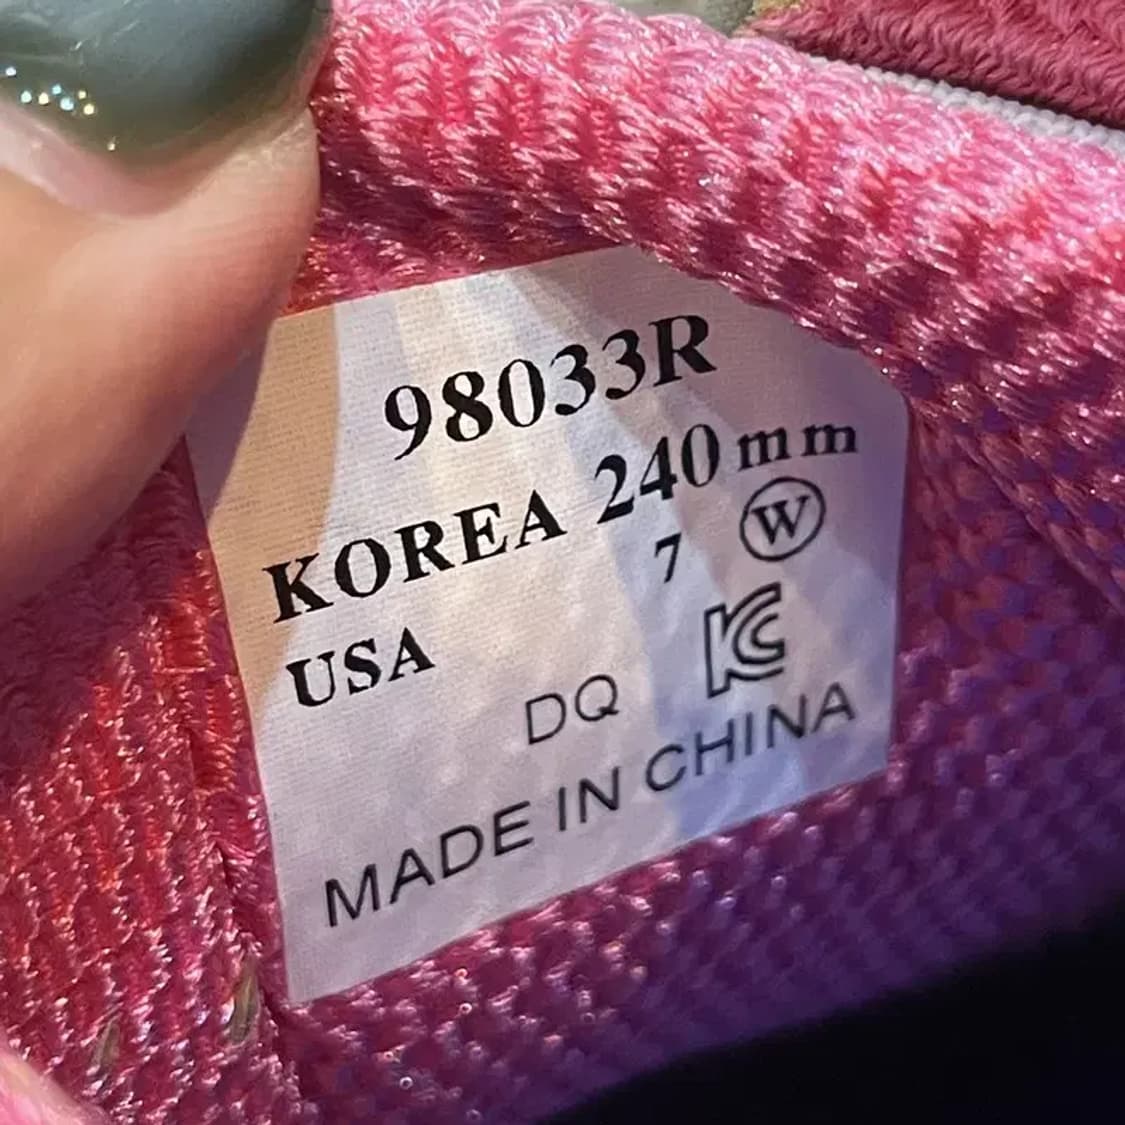 98033R
KOREA 240 mm
USA 7 Ⓦ
KC
DQ
MADE IN CHINA